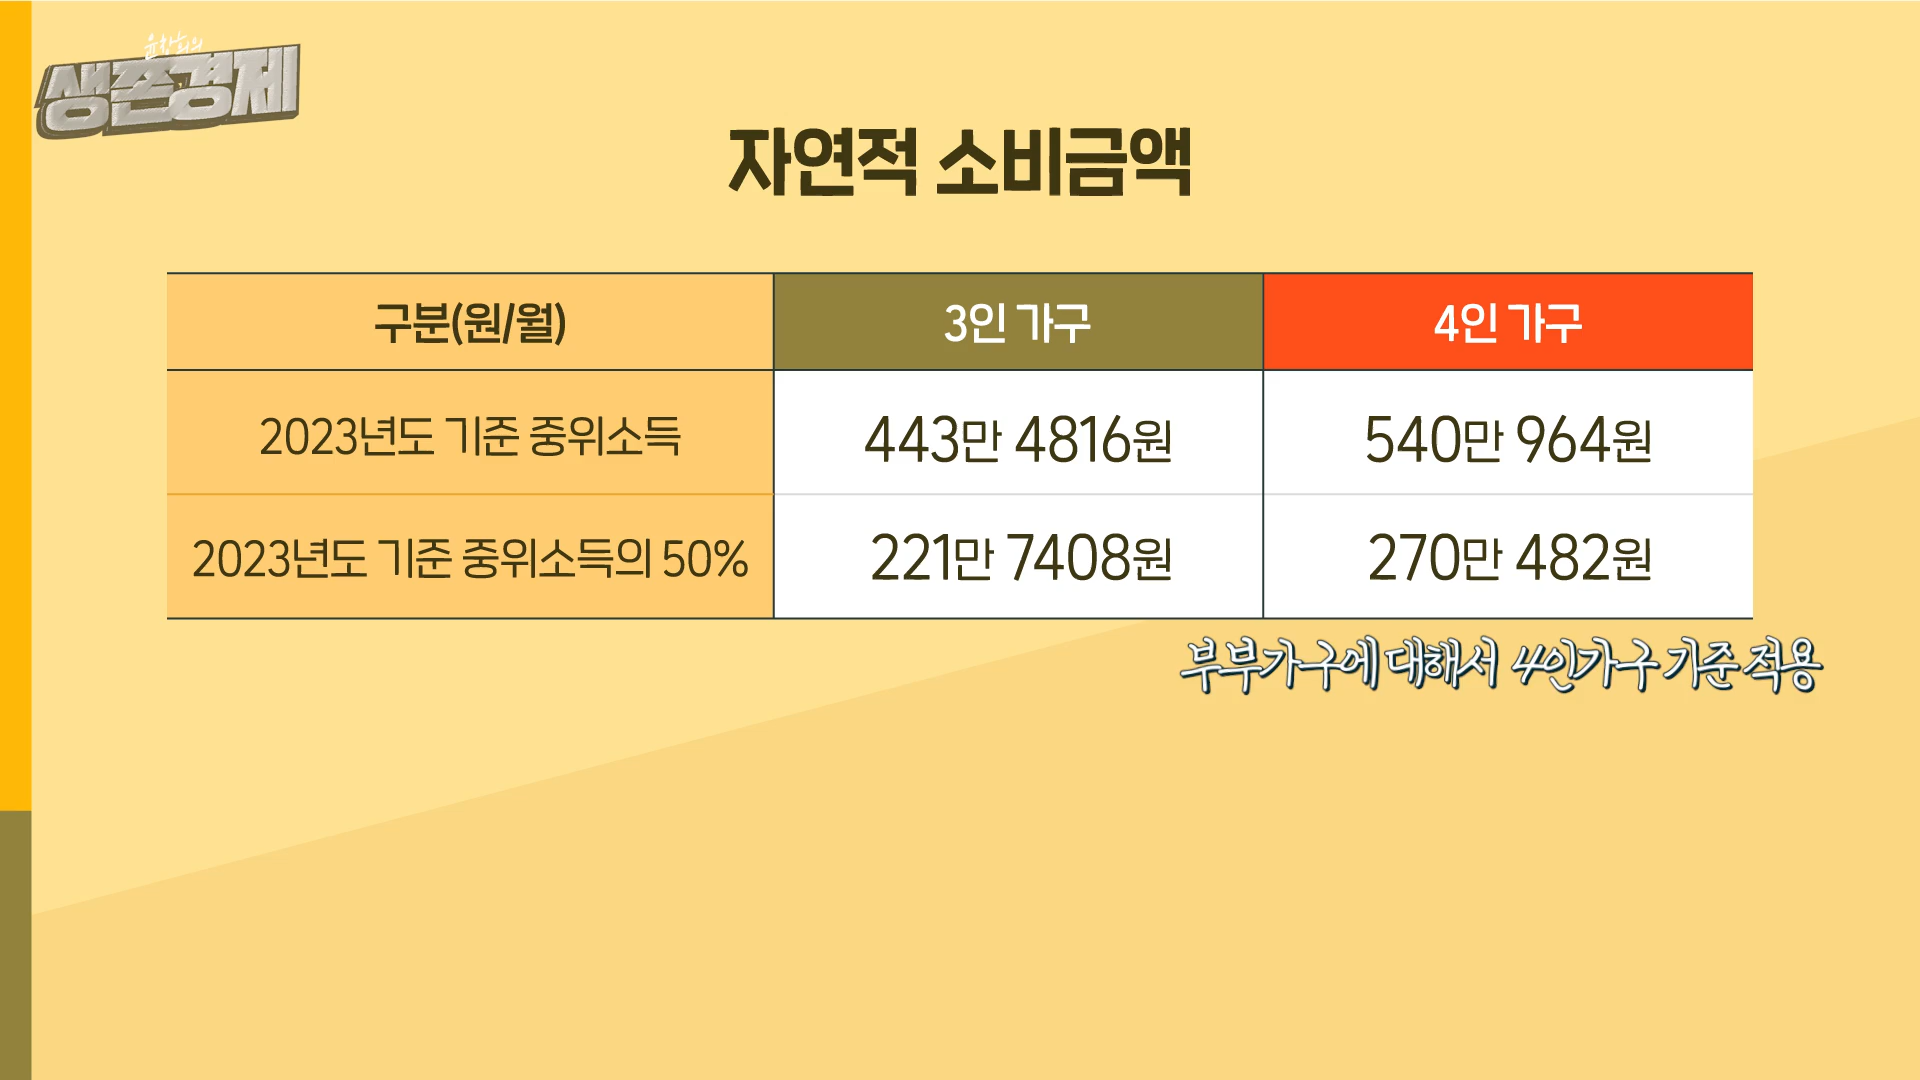 윤창희의
생존경제
자연적 소비금액
구분(원/월) 3인 가구 4인 가구
2023년도 기준 중위소득 443만 4816원 540만 964원
2023년도 기준 중위소득의 50% 221만 7408원 270만 482원
부부가구에 대해서 4인가구 기준 적용